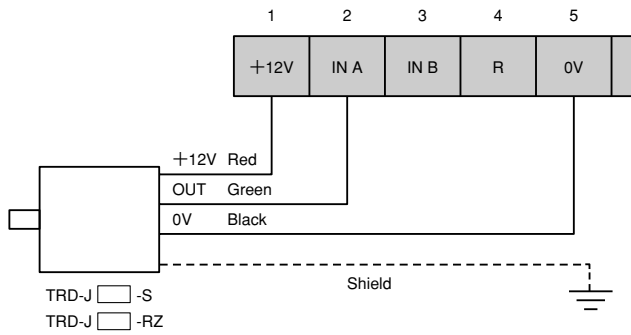 1 2 3 4 5
+12V IN A IN B R 0V
+12V Red
OUT Green
0V Black
Shield
TRD-J □ -S
TRD-J □ -RZ